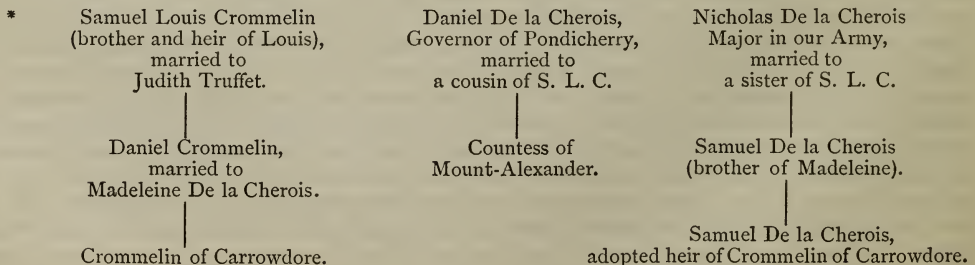 *
Samuel Louis Crommelin
(brother and heir of Louis),
married to
Judith Truffet.
Daniel Crommelin,
married to
Madeleine De la Cherois.
Crommelin of Carrowdore.
Daniel De la Cherois,
Governor of Pondicherry,
married to
a cousin of S. L. C.
Countess of
Mount-Alexander.
Nicholas De la Cherois
Major in our Army,
married to
a sister of S. L. C.
Samuel De la Cherois
(brother of Madeleine).
Samuel De la Cherois,
adopted heir of Crommelin of Carrowdore.